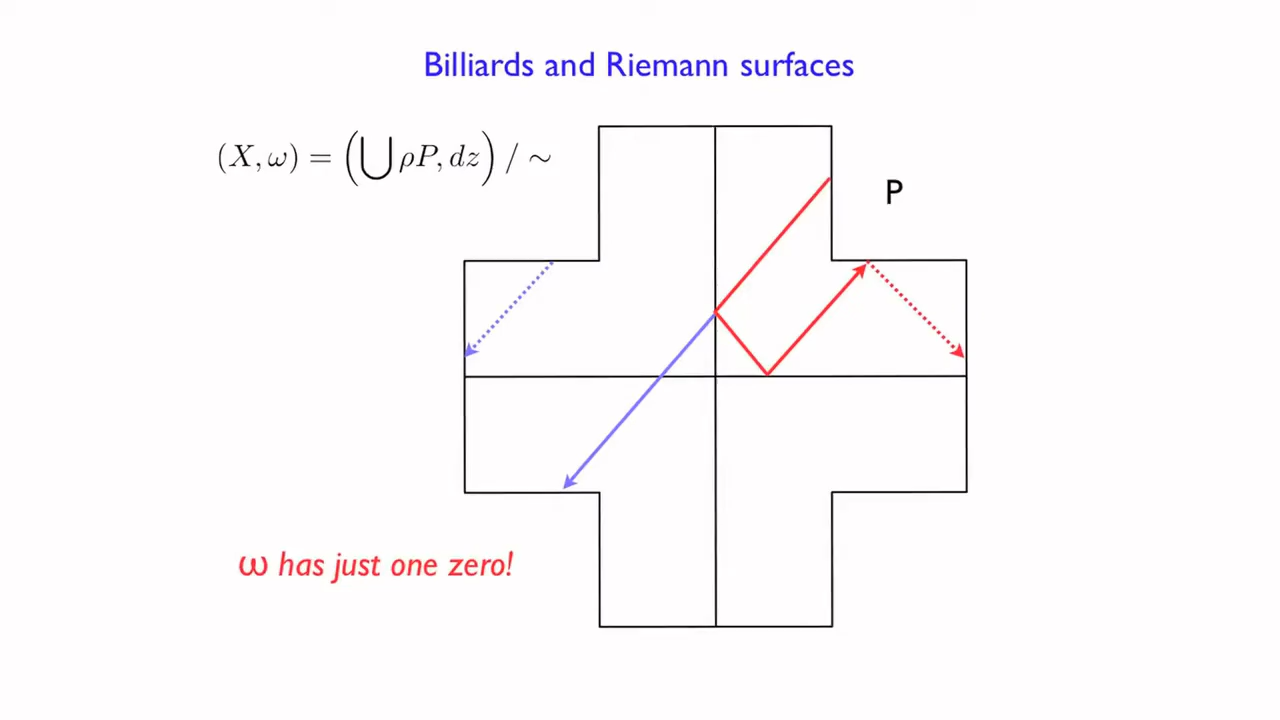 Billiards and Riemann surfaces
(X, ω) = (⋃ ρP, dz) / ∼
P
ω has just one zero!